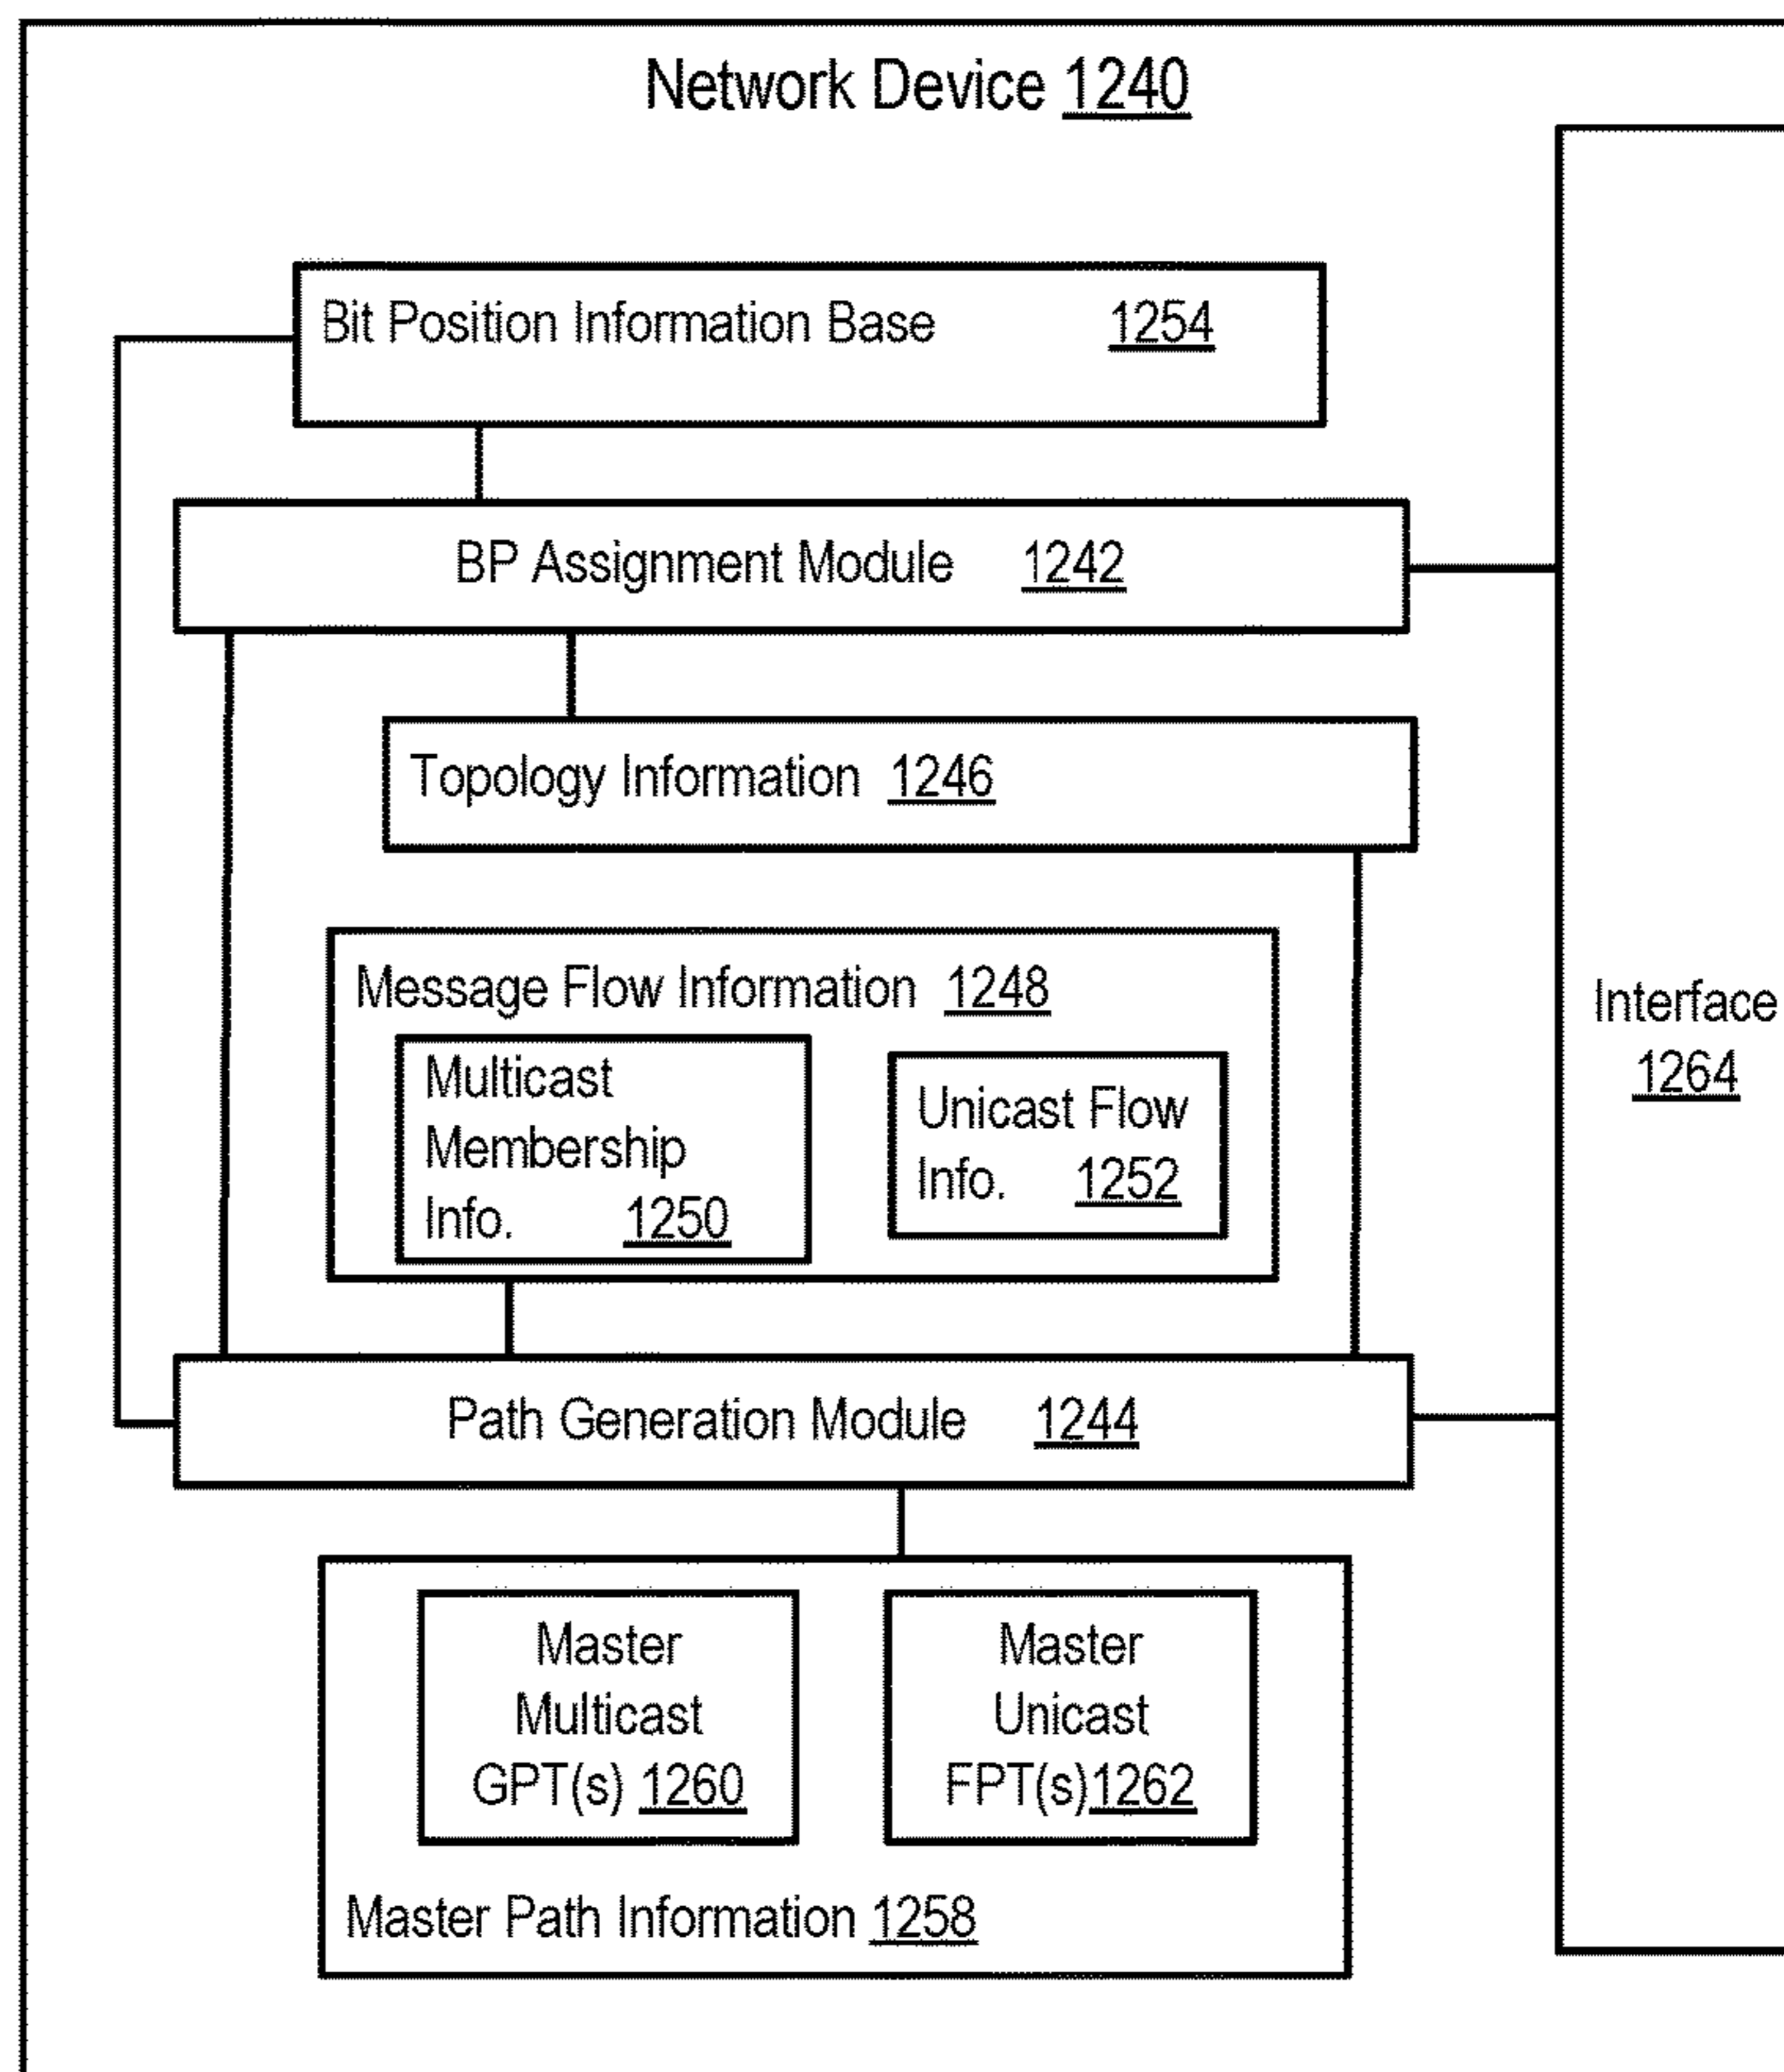 Network Device 1240
Bit Position Information Base 1254
BP Assignment Module 1242
Topology Information 1246
Message Flow Information 1248
Multicast
Membership
Info. 1250
Unicast Flow
Info. 1252
Interface
1264
Path Generation Module 1244
Master
Multicast
GPT(s) 1260
Master
Unicast
FPT(s)1262
Master Path Information 1258